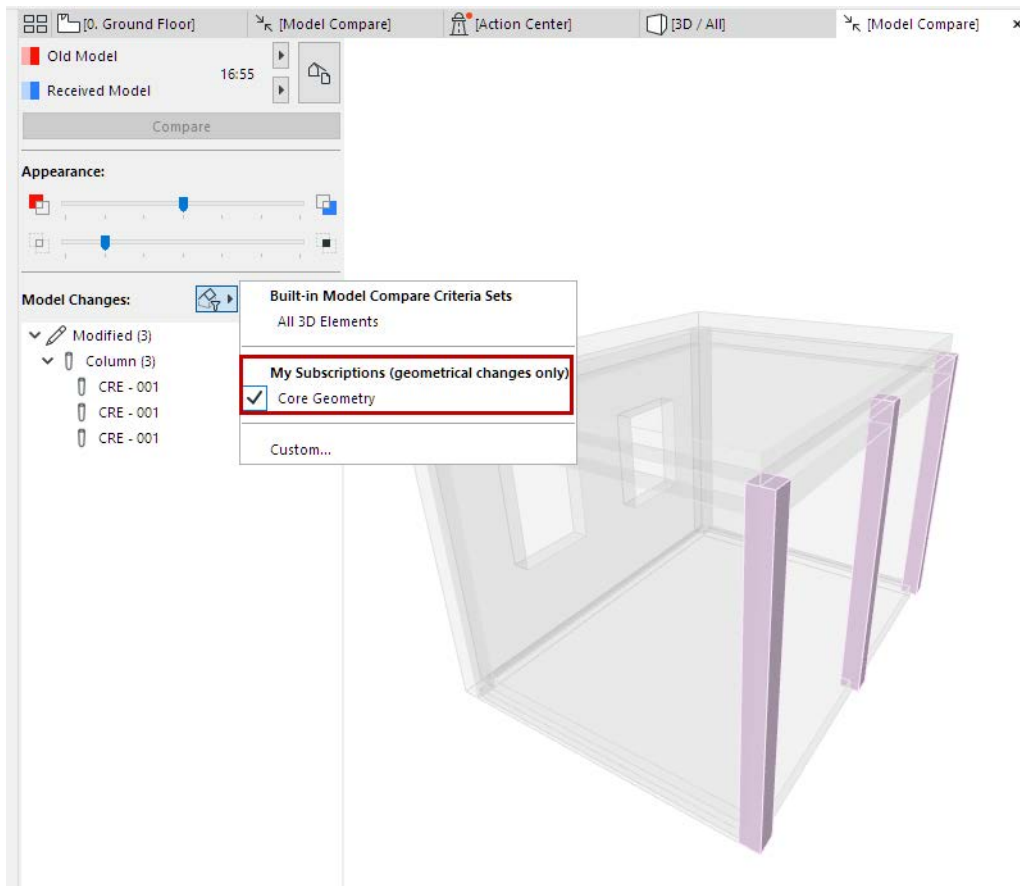 [0. Ground Floor]
[Model Compare]
[Action Center]
[3D / All]
[Model Compare]
Old Model
16:55
Received Model
Compare
Appearance:
Model Changes:
Modified (3)
Column (3)
CRE - 001
CRE - 001
CRE - 001
Built-in Model Compare Criteria Sets
All 3D Elements
My Subscriptions (geometrical changes only)
Core Geometry
Custom...